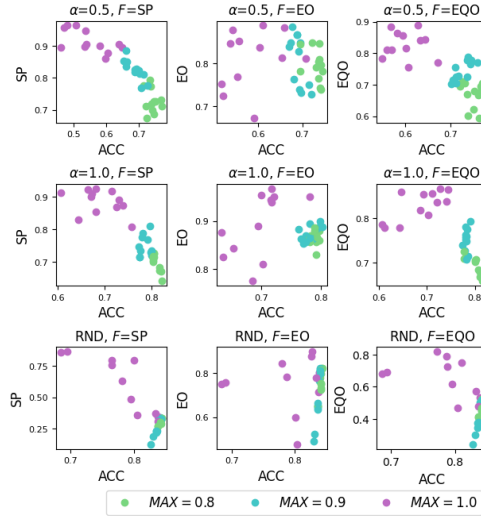 α=0.5, F=SP
α=0.5, F=EO
α=0.5, F=EQO
SP
0.9
0.8
0.7
0.5
0.6
0.7
ACC
EO
0.8
0.7
0.6
0.7
ACC
EQO
0.9
0.8
0.7
0.6
0.6
0.7
ACC
α=1.0, F=SP
α=1.0, F=EO
α=1.0, F=EQO
SP
0.9
0.8
0.7
0.6
0.7
0.8
ACC
EO
0.9
0.8
0.7
0.8
ACC
EQO
0.8
0.7
0.6
0.7
0.8
ACC
RND, F=SP
RND, F=EO
RND, F=EQO
SP
0.75
0.50
0.25
0.7
0.8
ACC
EO
0.8
0.6
0.7
0.8
ACC
EQO
0.8
0.6
0.4
0.7
0.8
ACC
MAX = 0.8
MAX = 0.9
MAX = 1.0